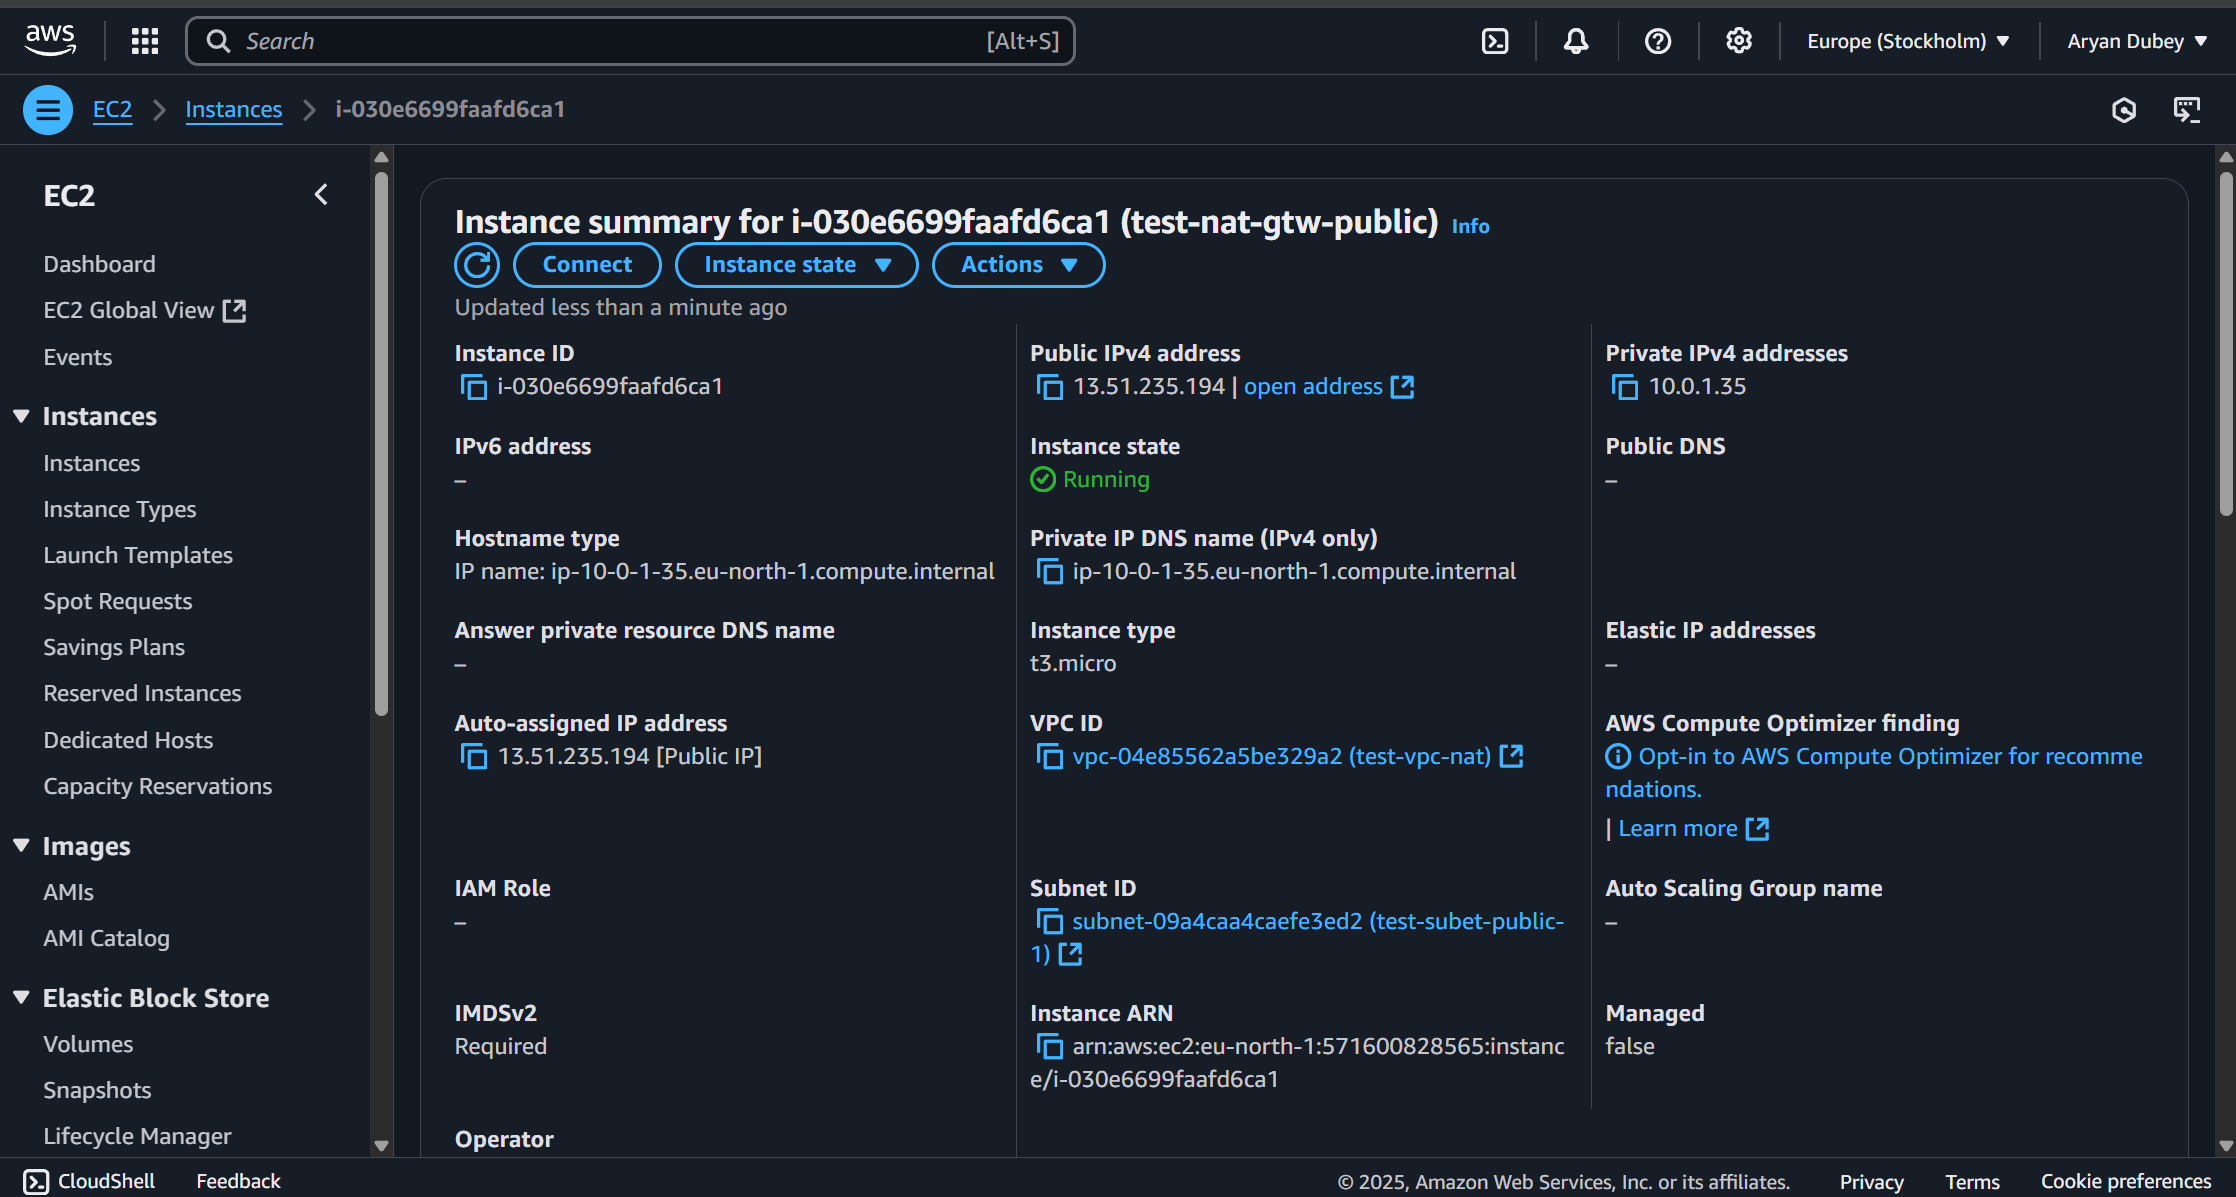 aws
Search [Alt+S]
Europe (Stockholm)
Aryan Dubey
EC2
Instances
i-030e6699faafd6ca1
EC2
Dashboard
EC2 Global View
Events
Instances
Instances
Instance Types
Launch Templates
Spot Requests
Savings Plans
Reserved Instances
Dedicated Hosts
Capacity Reservations
Images
AMIs
AMI Catalog
Elastic Block Store
Volumes
Snapshots
Lifecycle Manager
Instance summary for i-030e6699faafd6ca1 (test-nat-gtw-public) Info
Connect
Instance state
Actions
Updated less than a minute ago
Instance ID
i-030e6699faafd6ca1
Public IPv4 address
13.51.235.194 | open address
Private IPv4 addresses
10.0.1.35
IPv6 address
–
Instance state
Running
Public DNS
–
Hostname type
IP name: ip-10-0-1-35.eu-north-1.compute.internal
Private IP DNS name (IPv4 only)
ip-10-0-1-35.eu-north-1.compute.internal
Answer private resource DNS name
–
Instance type
t3.micro
Elastic IP addresses
–
Auto-assigned IP address
13.51.235.194 [Public IP]
VPC ID
vpc-04e85562a5be329a2 (test-vpc-nat)
AWS Compute Optimizer finding
Opt-in to AWS Compute Optimizer for recomme
ndations.
| Learn more
IAM Role
–
Subnet ID
subnet-09a4caa4caefe3ed2 (test-subet-public-
1)
Auto Scaling Group name
–
IMDSv2
Required
Instance ARN
arn:aws:ec2:eu-north-1:571600828565:instanc
e/i-030e6699faafd6ca1
Managed
false
Operator
CloudShell
Feedback
© 2025, Amazon Web Services, Inc. or its affiliates.
Privacy
Terms
Cookie preferences